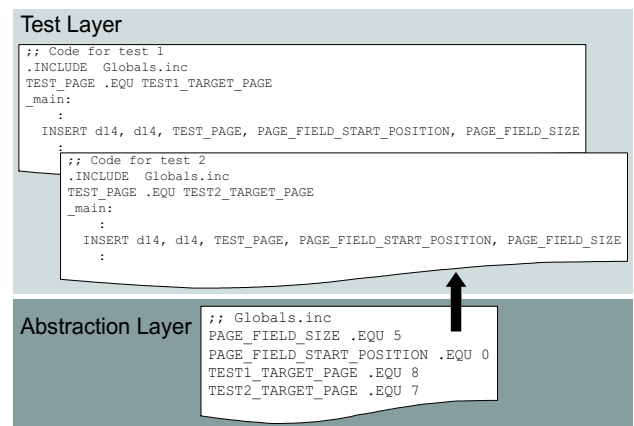 Test Layer
;; Code for test 1
.INCLUDE Globals.inc
TEST_PAGE .EQU TEST1_TARGET_PAGE
_main:
:
INSERT d14, d14, TEST_PAGE, PAGE_FIELD_START_POSITION, PAGE_FIELD_SIZE
:
;; Code for test 2
.INCLUDE Globals.inc
TEST_PAGE .EQU TEST2_TARGET_PAGE
_main:
:
INSERT d14, d14, TEST_PAGE, PAGE_FIELD_START_POSITION, PAGE_FIELD_SIZE
:
Abstraction Layer
;; Globals.inc
PAGE_FIELD_SIZE .EQU 5
PAGE_FIELD_START_POSITION .EQU 0
TEST1_TARGET_PAGE .EQU 8
TEST2_TARGET_PAGE .EQU 7